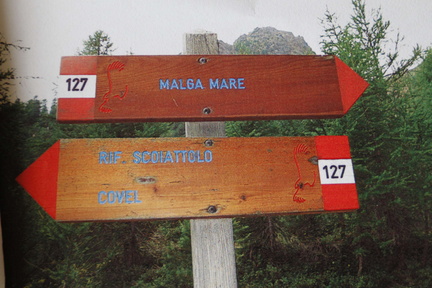 127 MALGA MARE
RIF. SCOIATTOLO
127
COVEL